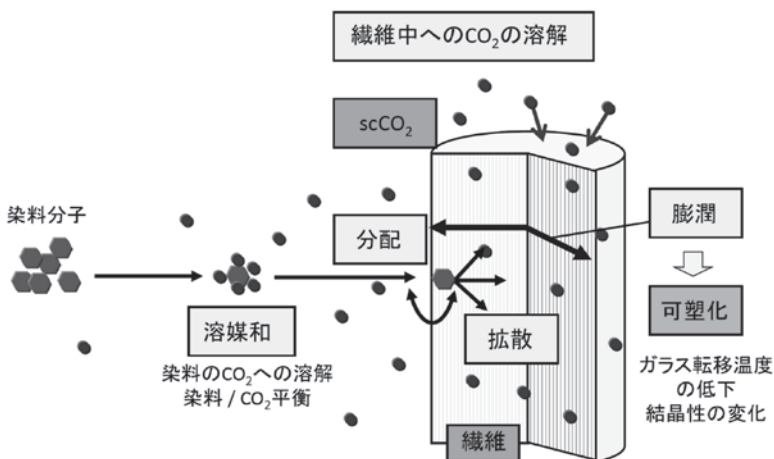 繊維中へのCO₂の溶解
scCO₂
染料分子
分配
膨潤
溶媒和
拡散
可塑化
染料のCO₂への溶解
染料 / CO₂平衡
ガラス転移温度
の低下
結晶性の変化
繊維